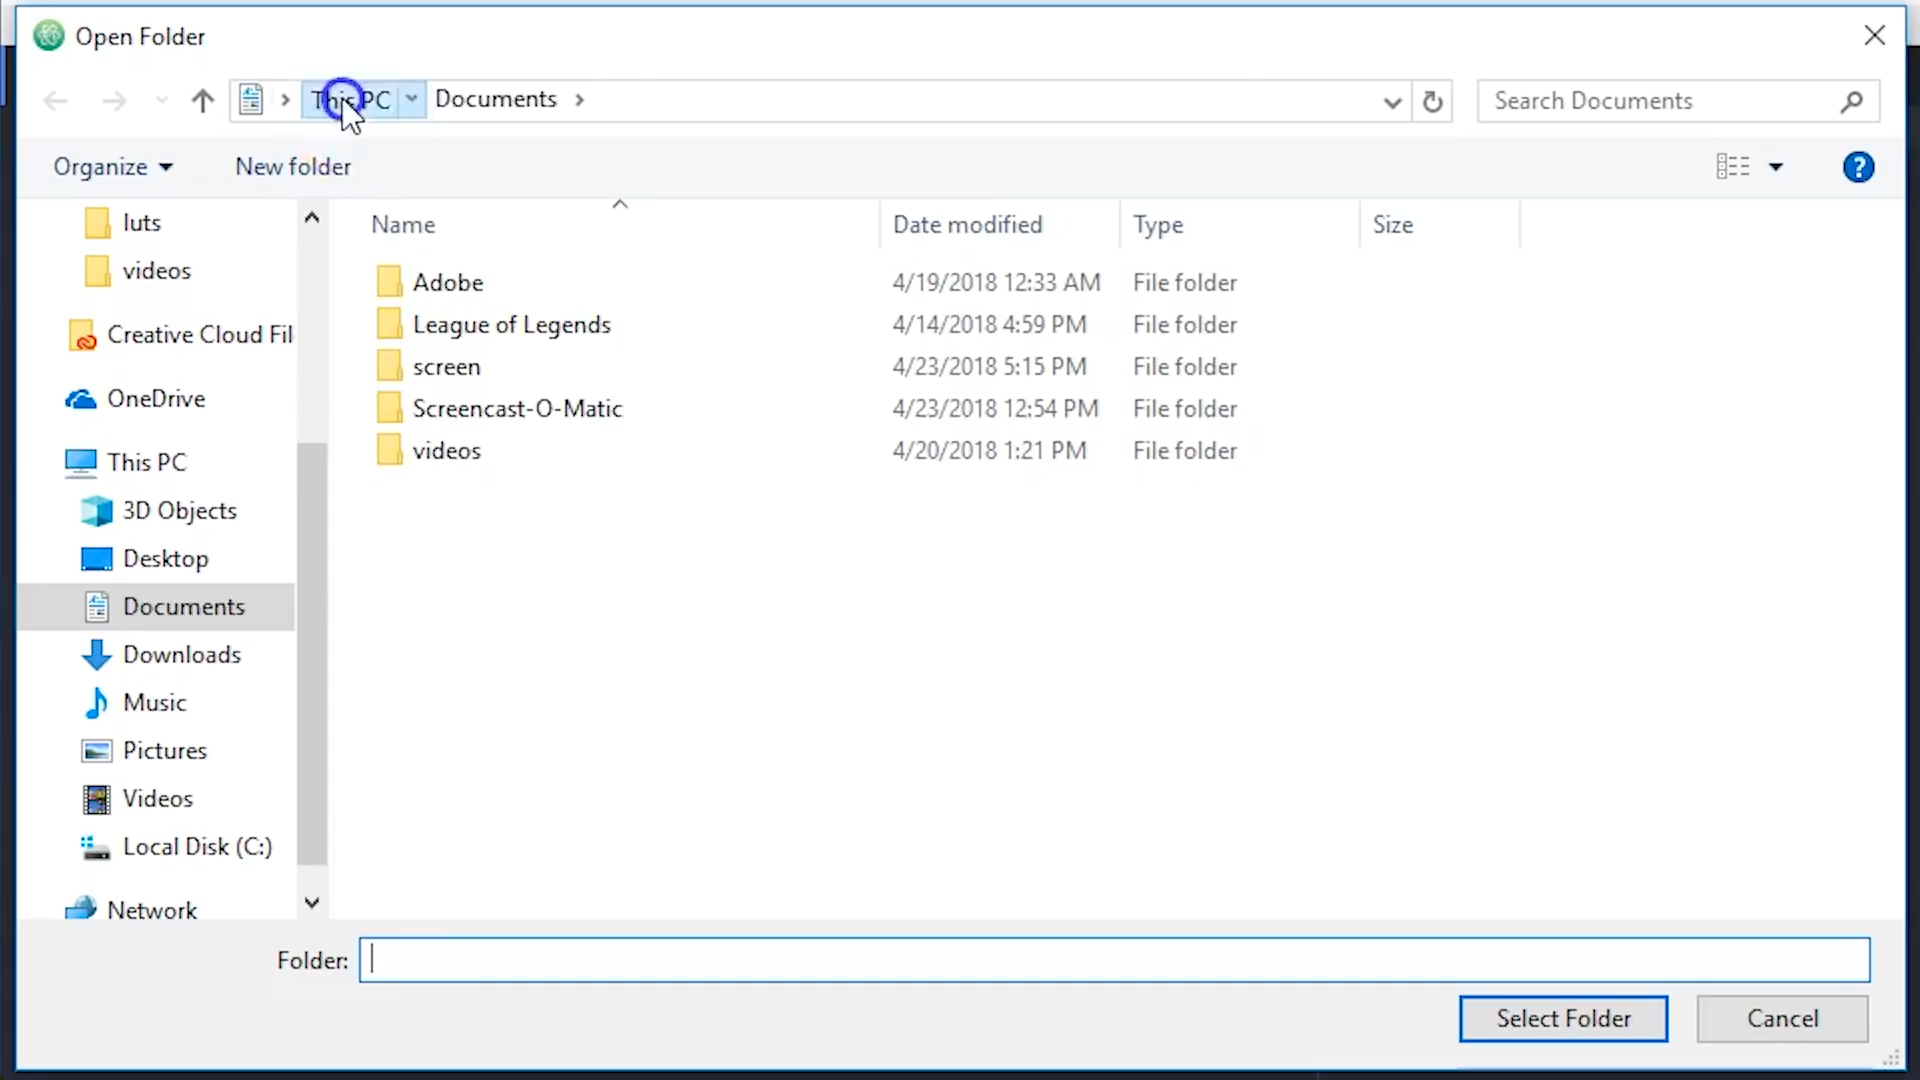 Open Folder
This PC Documents
Search Documents
Organize New folder
luts
videos
Creative Cloud Fil
OneDrive
This PC
3D Objects
Desktop
Documents
Downloads
Music
Pictures
Videos
Local Disk (C:)
Network
Name Date modified Type Size
Adobe 4/19/2018 12:33 AM File folder
League of Legends 4/14/2018 4:59 PM File folder
screen 4/23/2018 5:15 PM File folder
Screencast-O-Matic 4/23/2018 12:54 PM File folder
videos 4/20/2018 1:21 PM File folder
Folder:
Select Folder Cancel